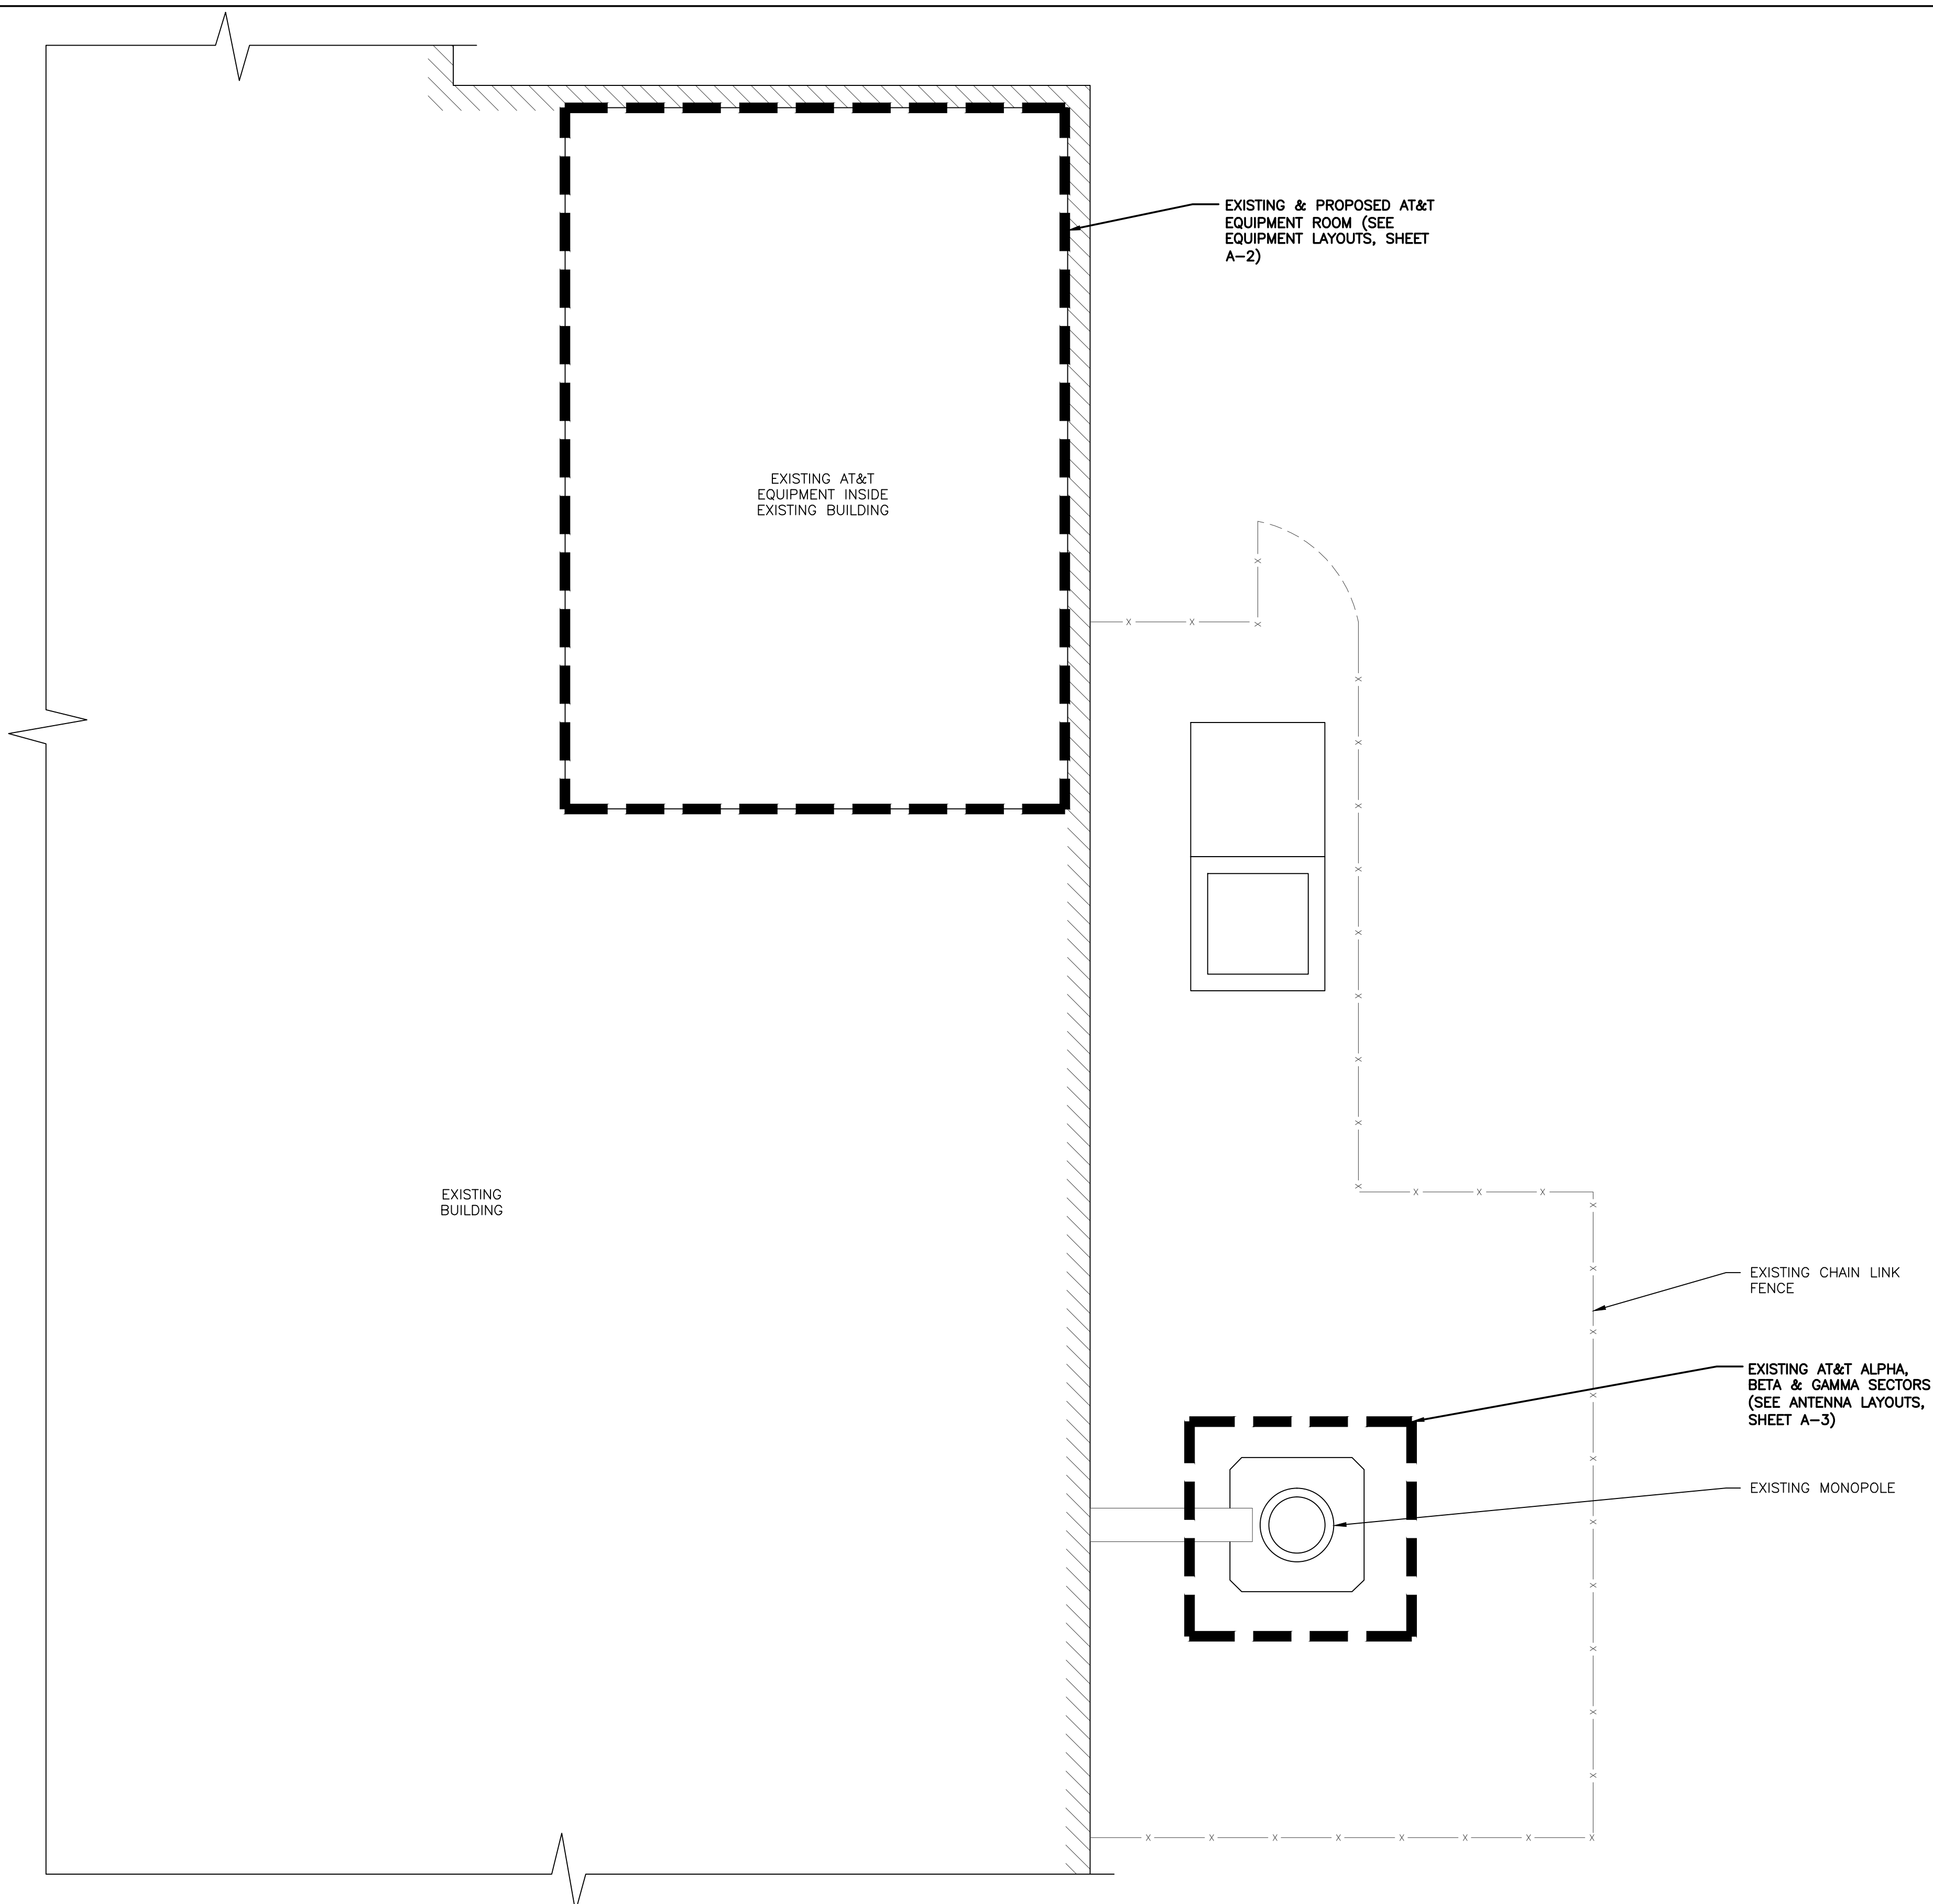 EXISTING & PROPOSED AT&T
EQUIPMENT ROOM (SEE
EQUIPMENT LAYOUTS, SHEET
A-2)
EXISTING AT&T
EQUIPMENT INSIDE
EXISTING BUILDING
EXISTING
BUILDING
EXISTING CHAIN LINK
FENCE
EXISTING AT&T ALPHA,
BETA & GAMMA SECTORS
(SEE ANTENNA LAYOUTS,
SHEET A-3)
EXISTING MONOPOLE